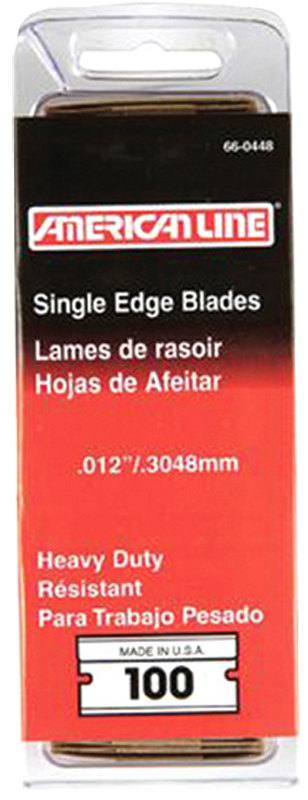 66-0448
AMERICAN LINE
Single Edge Blades
Lames de rasoir
Hojas de Afeitar
.012"/.3048mm
Heavy Duty
Résistant
Para Trabajo Pesado
MADE IN U.S.A.
100